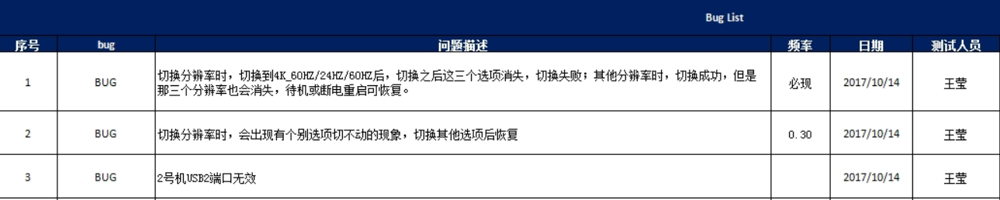 Bug List
序号 bug 问题描述 频率 日期 测试人员
1 BUG 切换分辨率时，切换到4K_60HZ/24HZ/60HZ后，切换之后这三个选项消失，切换失败；其他分辨率时，切换成功，但是
那三个分辨率也会消失，待机或断电重启可恢复。 必现 2017/10/14 王莹
2 BUG 切换分辨率时，会出现有个别选项切不动的现象，切换其他选项后恢复 0.30 2017/10/14 王莹
3 BUG 2号机USB2端口无效 2017/10/14 王莹